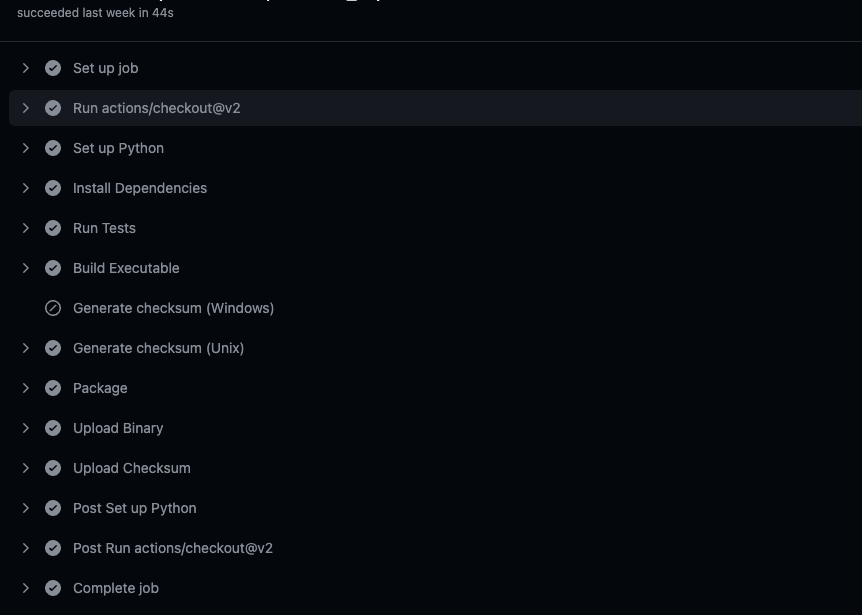 succeeded last week in 44s
Set up job
Run actions/checkout@v2
Set up Python
Install Dependencies
Run Tests
Build Executable
Generate checksum (Windows)
Generate checksum (Unix)
Package
Upload Binary
Upload Checksum
Post Set up Python
Post Run actions/checkout@v2
Complete job